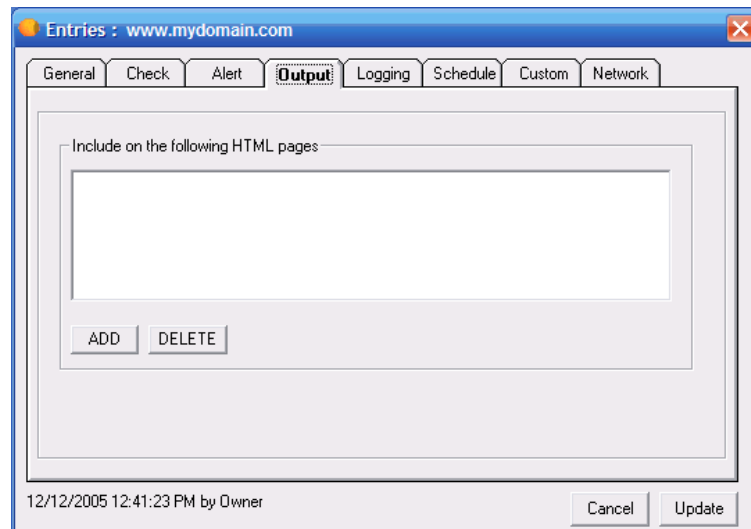 Entries : www.mydomain.com
General Check Alert Output Logging Schedule Custom Network
Include on the following HTML pages
ADD DELETE
12/12/2005 12:41:23 PM by Owner
Cancel Update